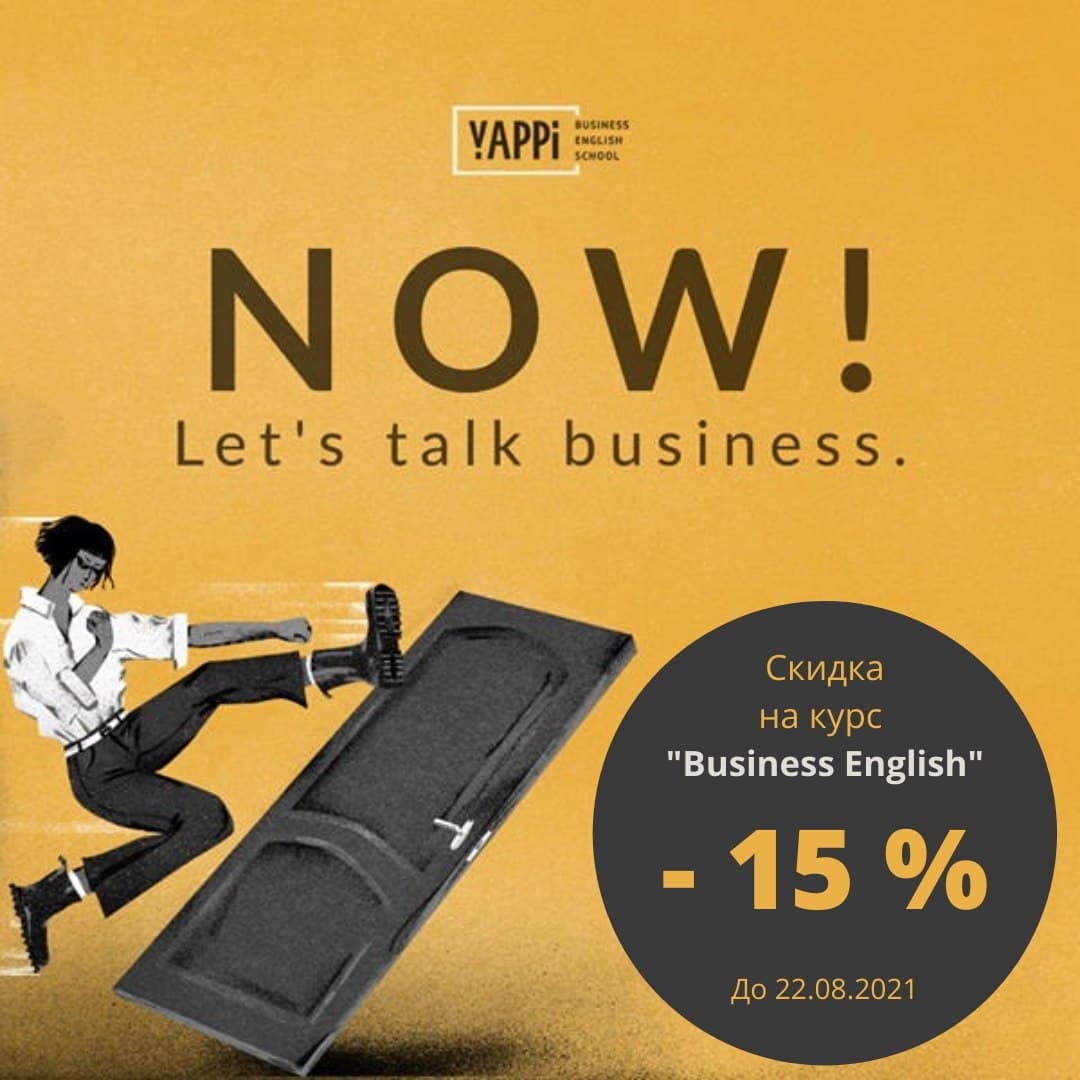 YAPPi
BUSINESS
ENGLISH
SCHOOL
NOW!
Let's talk business.
Скидка
на курс
"Business English"
- 15 %
До 22.08.2021